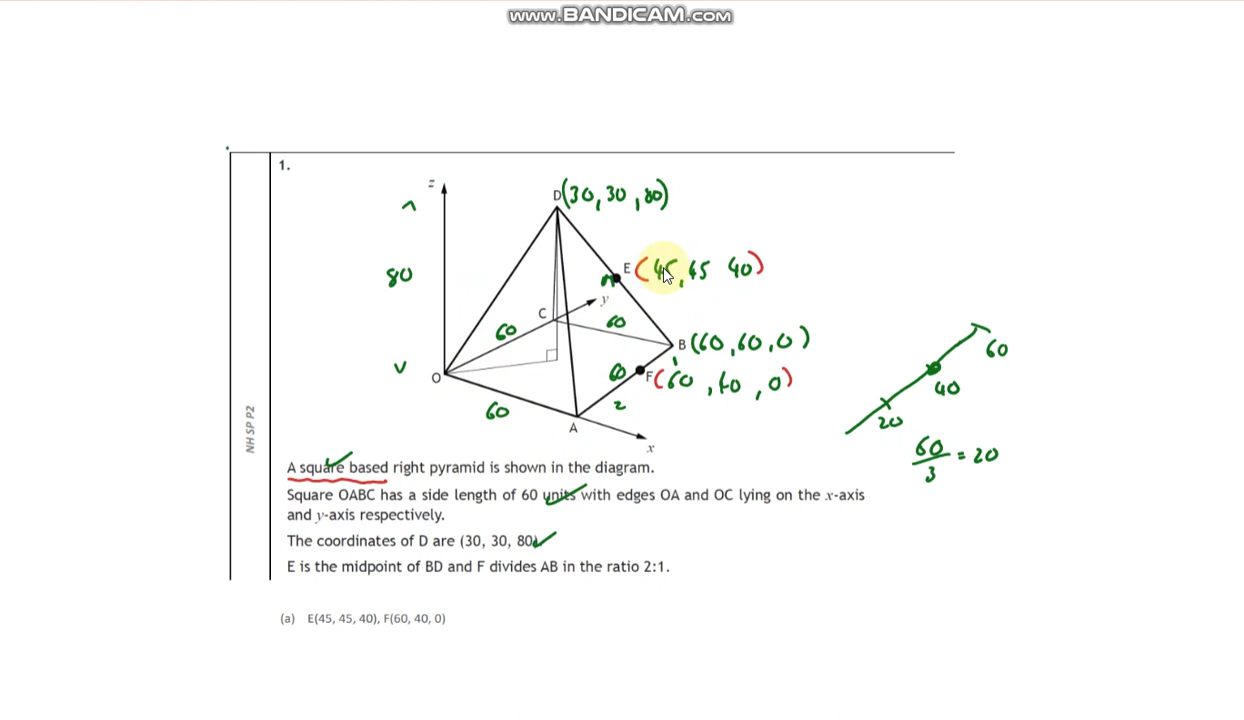 www.BANDICAM.com
1.
z
D(30, 30, 80)
80
E(45, 45 40)
y
C
60
60
B(60, 60, 0)
1
60
O
60
F(60, 40, 0)
60
2
40
20
A
x
60/3 = 20
NH SP P2
A square based right pyramid is shown in the diagram.
Square OABC has a side length of 60 units with edges OA and OC lying on the x-axis
and y-axis respectively.
The coordinates of D are (30, 30, 80)
E is the midpoint of BD and F divides AB in the ratio 2:1.
(a) E(45, 45, 40), F(60, 40, 0)